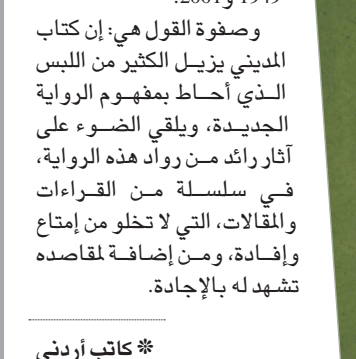 وصفوة القول هي: إن كتاب
المديني يزيل الكثير من اللبس
الذي أحاط بمفهوم الرواية
الجديدة، ويلقي الضوء على
آثار رائد من رواد هذه الرواية،
في سلسلة من القراءات
والمقالات، التي لا تخلو من إمتاع
وإفادة، ومن إضافة لمقاصده
تشهد له بالإجادة.
❋ كاتب أردني